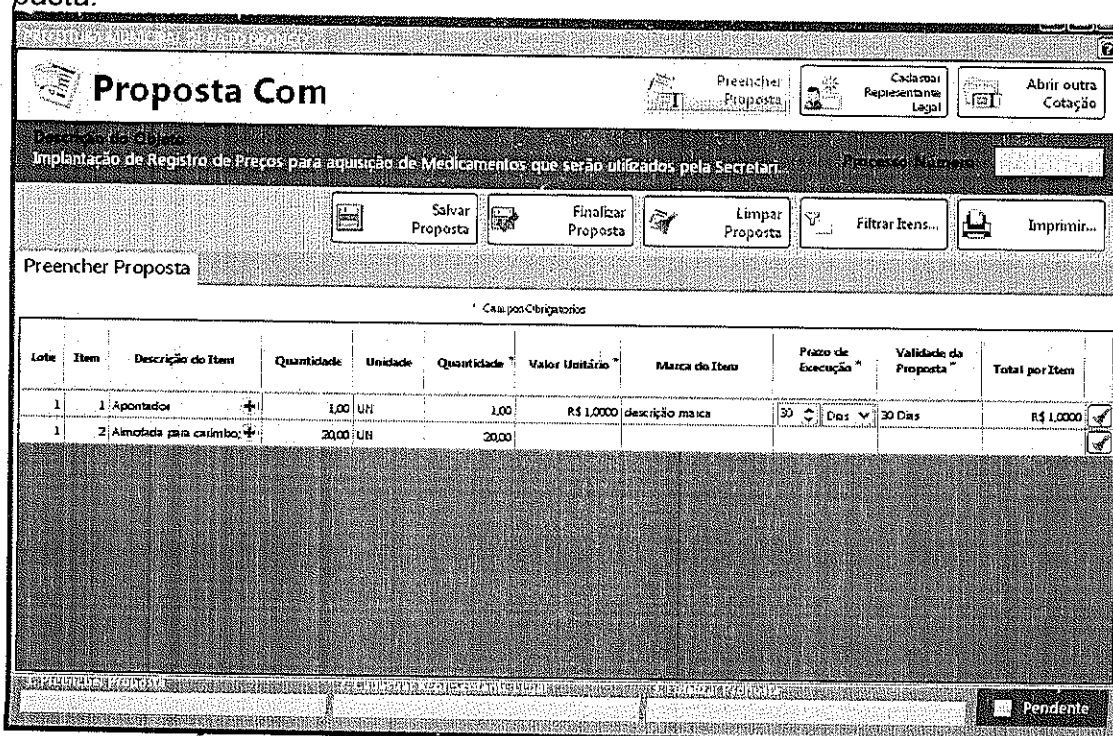 Proposta Com
Preencher Proposta
Cadastrar Representante Legal
Abrir outra Cotação
Descrição do Objeto
Implantação de Registro de Preços para aquisição de Medicamentos que serão utilizados pela Secretari...
Processo Número
Salvar Proposta
Finalizar Proposta
Limpar Proposta
Filtrar Itens...
Imprimir...
Preencher Proposta
* Campos Obrigatorios
Lote Item Descrição do Item Quantidade Unidade Quantidade * Valor Unitário * Marca do Item Prazo de Execução * Validade da Proposta * Total por Item
1 1 Apontador 1,00 UN 1,00 R$ 1,0000 descrição marca 30 Dias 30 Dias R$ 1,0000
1 2 Almofada para carimbo; 20,00 UN 20,00
Pendente